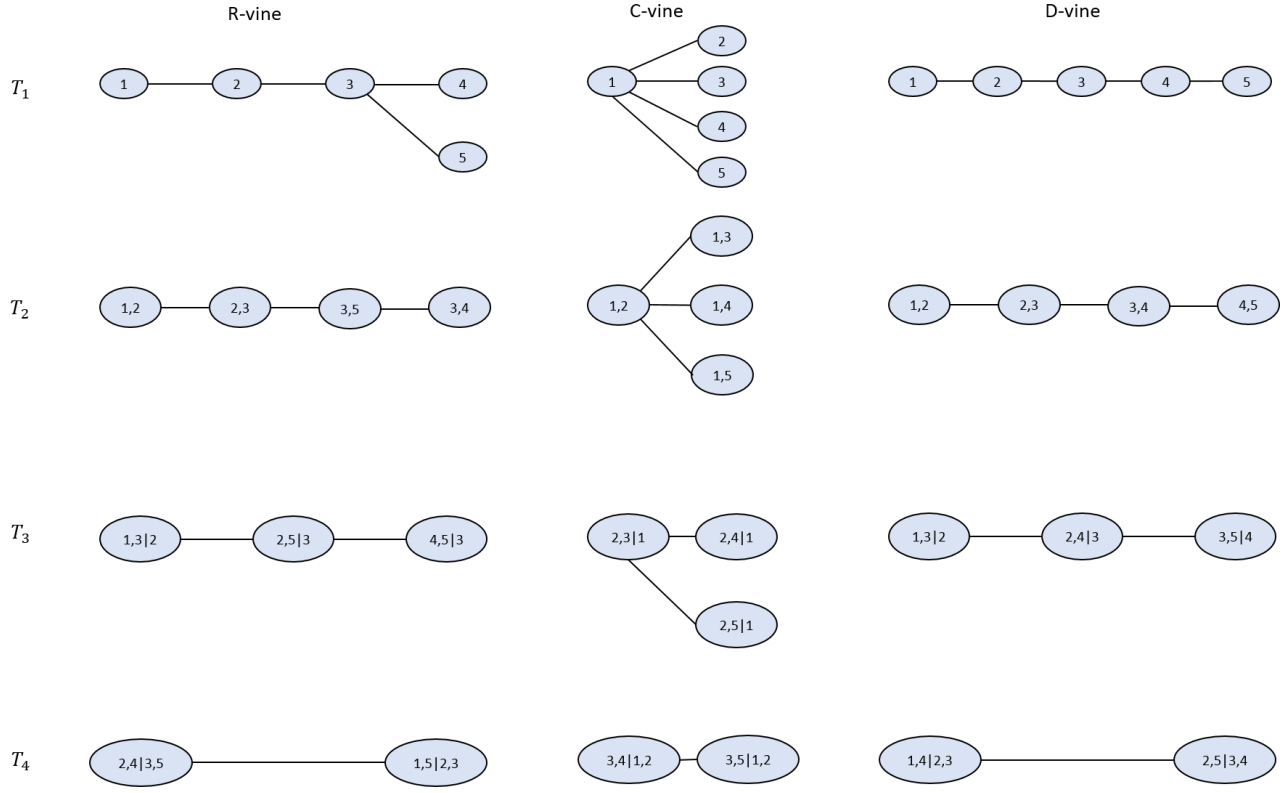 R-vine C-vine D-vine
T₁
1 2 3 4 5
1 2 3 4 5
1 2 3 4 5
T₂
1,2 2,3 3,5 3,4
1,2 1,3 1,4 1,5
1,2 2,3 3,4 4,5
T₃
1,3|2 2,5|3 4,5|3
2,3|1 2,4|1 2,5|1
1,3|2 2,4|3 3,5|4
T₄
2,4|3,5 1,5|2,3
3,4|1,2 3,5|1,2
1,4|2,3 2,5|3,4